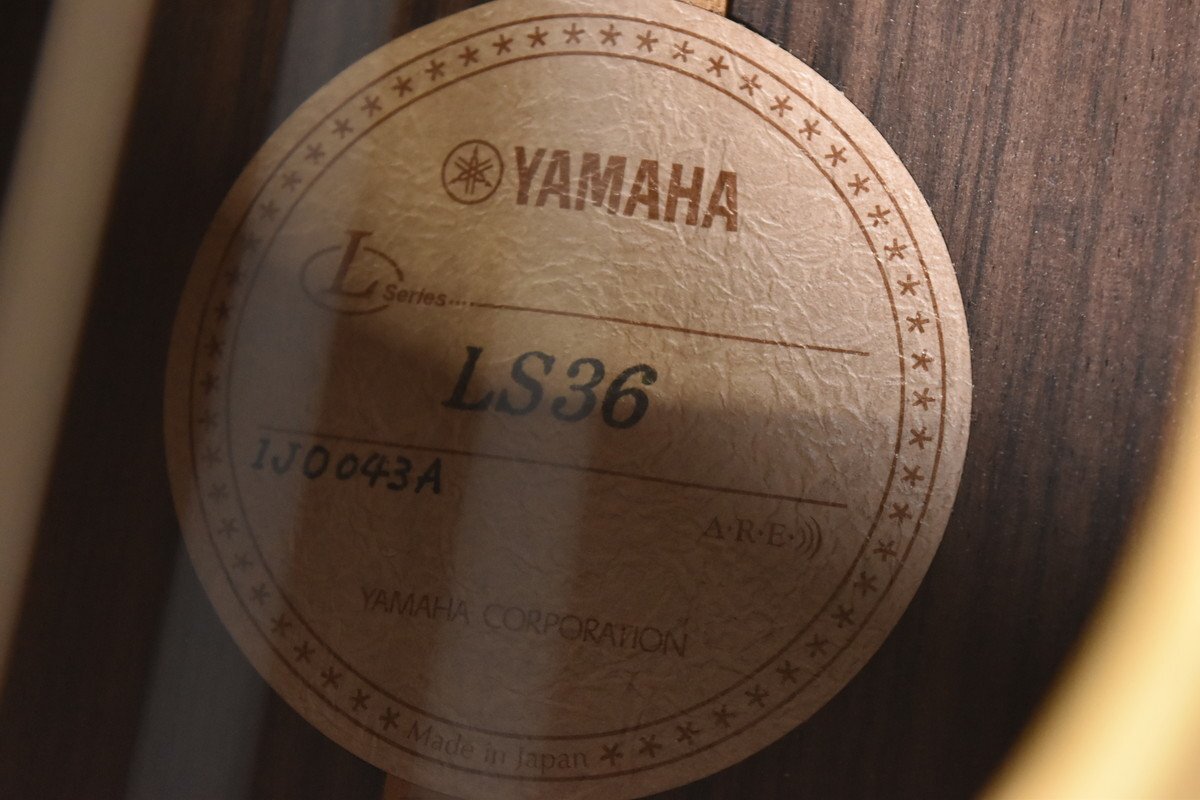 YAMAHA
L Series....
LS36
1J0043A
A·R·E·)))
YAMAHA CORPORATION
Made in Japan